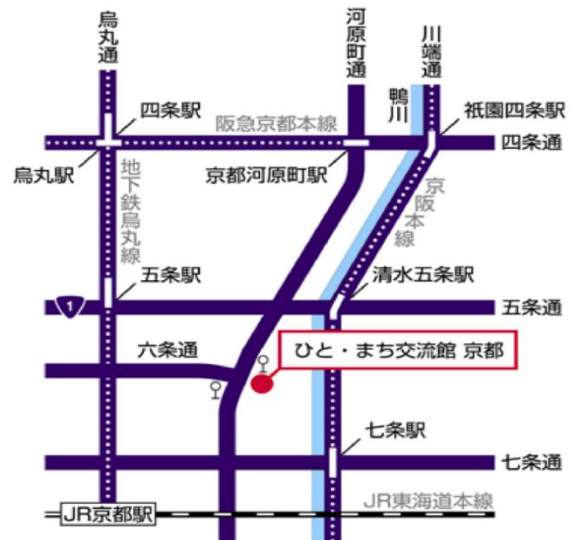 烏丸通
河原町通
川端通
鴨川
四条駅
阪急京都本線
祇園四条駅
四条通
烏丸駅
京都河原町駅
地下鉄烏丸線
京阪本線
五条駅
清水五条駅
1
五条通
六条通
ひと・まち交流館 京都
七条駅
七条通
JR東海道本線
JR京都駅